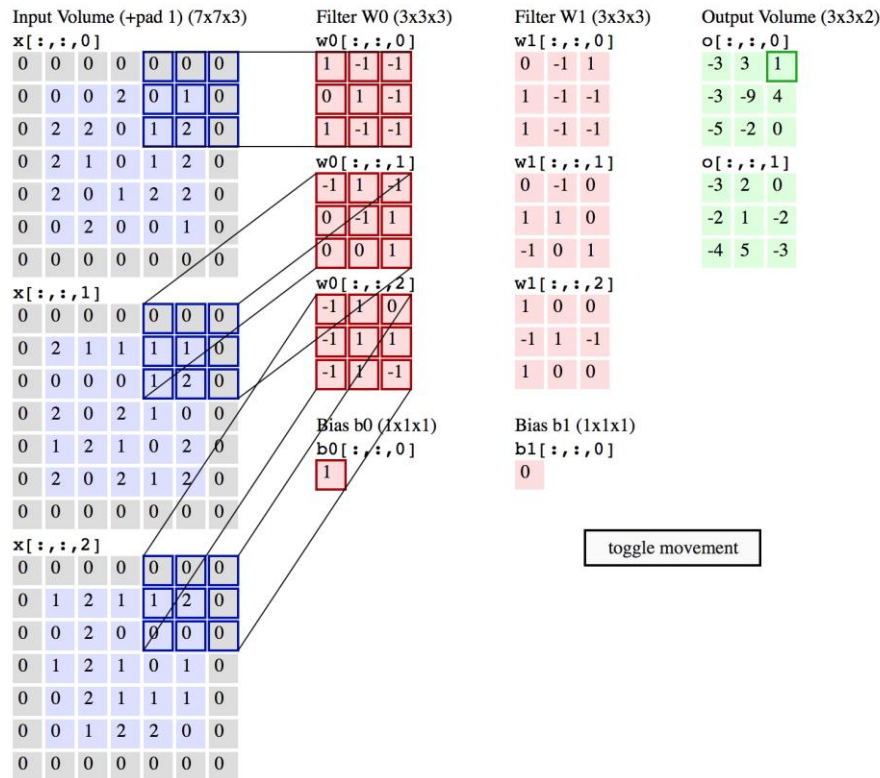 Input Volume (+pad 1) (7x7x3)
x[:,:,0]
0 0 0 0 0 0 0
0 0 0 2 0 1 0
0 2 2 0 1 2 0
0 2 1 0 1 2 0
0 2 0 1 2 2 0
0 0 2 0 0 1 0
0 0 0 0 0 0 0
x[:,:,1]
0 0 0 0 0 0 0
0 2 1 1 1 1 0
0 0 0 0 1 2 0
0 2 0 2 1 0 0
0 1 2 1 0 2 0
0 2 0 2 1 2 0
0 0 0 0 0 0 0
x[:,:,2]
0 0 0 0 0 0 0
0 1 2 1 1 2 0
0 0 2 0 0 0 0
0 1 2 1 0 1 0
0 0 2 1 1 1 0
0 0 1 2 2 0 0
0 0 0 0 0 0 0
Filter W0 (3x3x3)
w0[:,:,0]
1 -1 -1
0 1 -1
1 -1 -1
w0[:,:,1]
-1 1 -1
0 -1 1
0 0 1
w0[:,:,2]
-1 1 0
-1 1 1
-1 1 -1
Bias b0 (1x1x1)
b0[:,:,0]
1
Filter W1 (3x3x3)
w1[:,:,0]
0 -1 1
1 -1 -1
1 -1 -1
w1[:,:,1]
0 -1 0
1 1 0
-1 0 1
w1[:,:,2]
1 0 0
-1 1 -1
1 0 0
Bias b1 (1x1x1)
b1[:,:,0]
0
Output Volume (3x3x2)
o[:,:,0]
-3 3 1
-3 -9 4
-5 -2 0
o[:,:,1]
-3 2 0
-2 1 -2
-4 5 -3
toggle movement